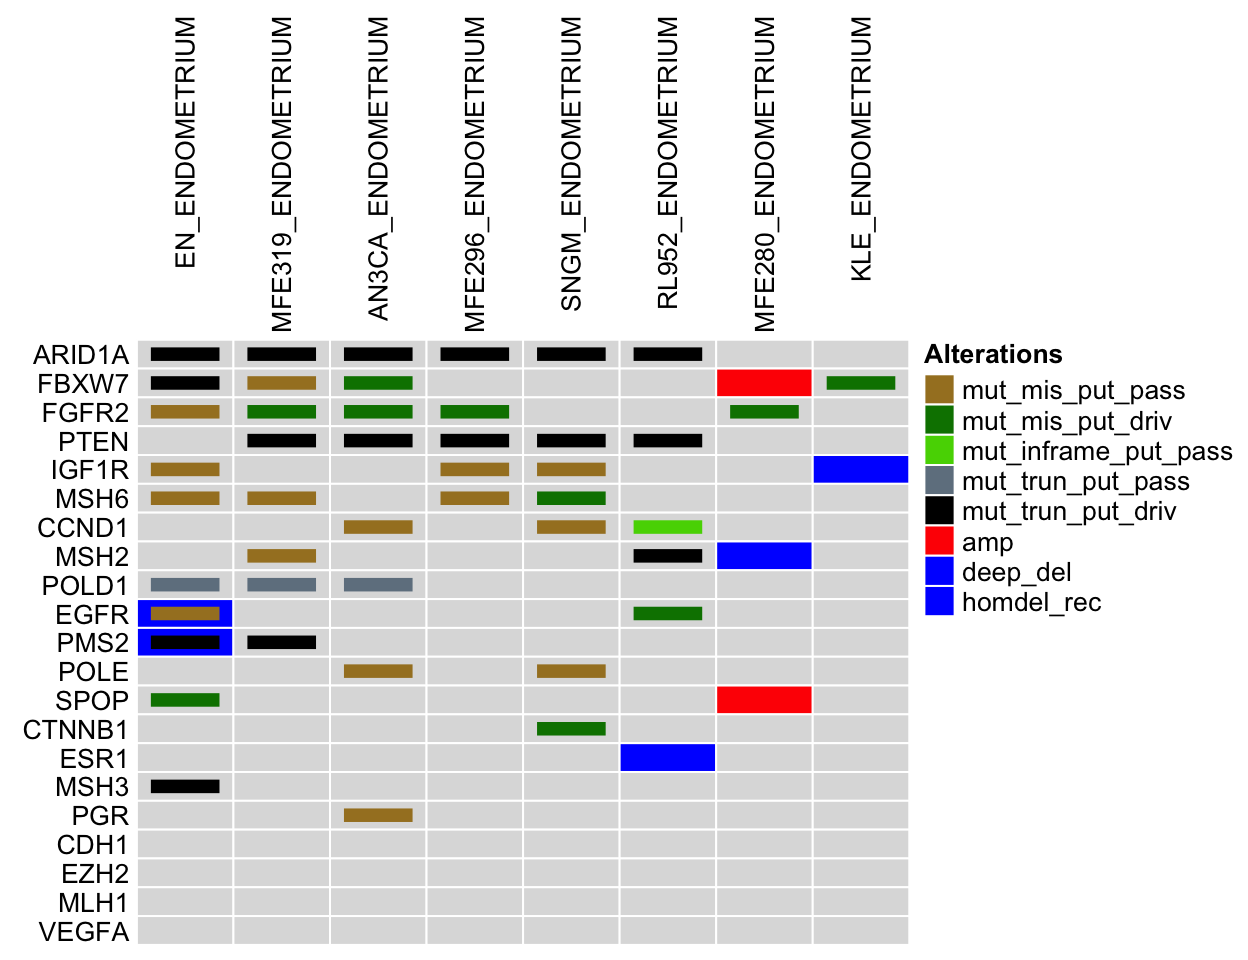 EN_ENDOMETRIUM
MFE319_ENDOMETRIUM
AN3CA_ENDOMETRIUM
MFE296_ENDOMETRIUM
SNGM_ENDOMETRIUM
RL952_ENDOMETRIUM
MFE280_ENDOMETRIUM
KLE_ENDOMETRIUM
ARID1A
FBXW7
FGFR2
PTEN
IGF1R
MSH6
CCND1
MSH2
POLD1
EGFR
PMS2
POLE
SPOP
CTNNB1
ESR1
MSH3
PGR
CDH1
EZH2
MLH1
VEGFA
Alterations
mut_mis_put_pass
mut_mis_put_driv
mut_inframe_put_pass
mut_trun_put_pass
mut_trun_put_driv
amp
deep_del
homdel_rec